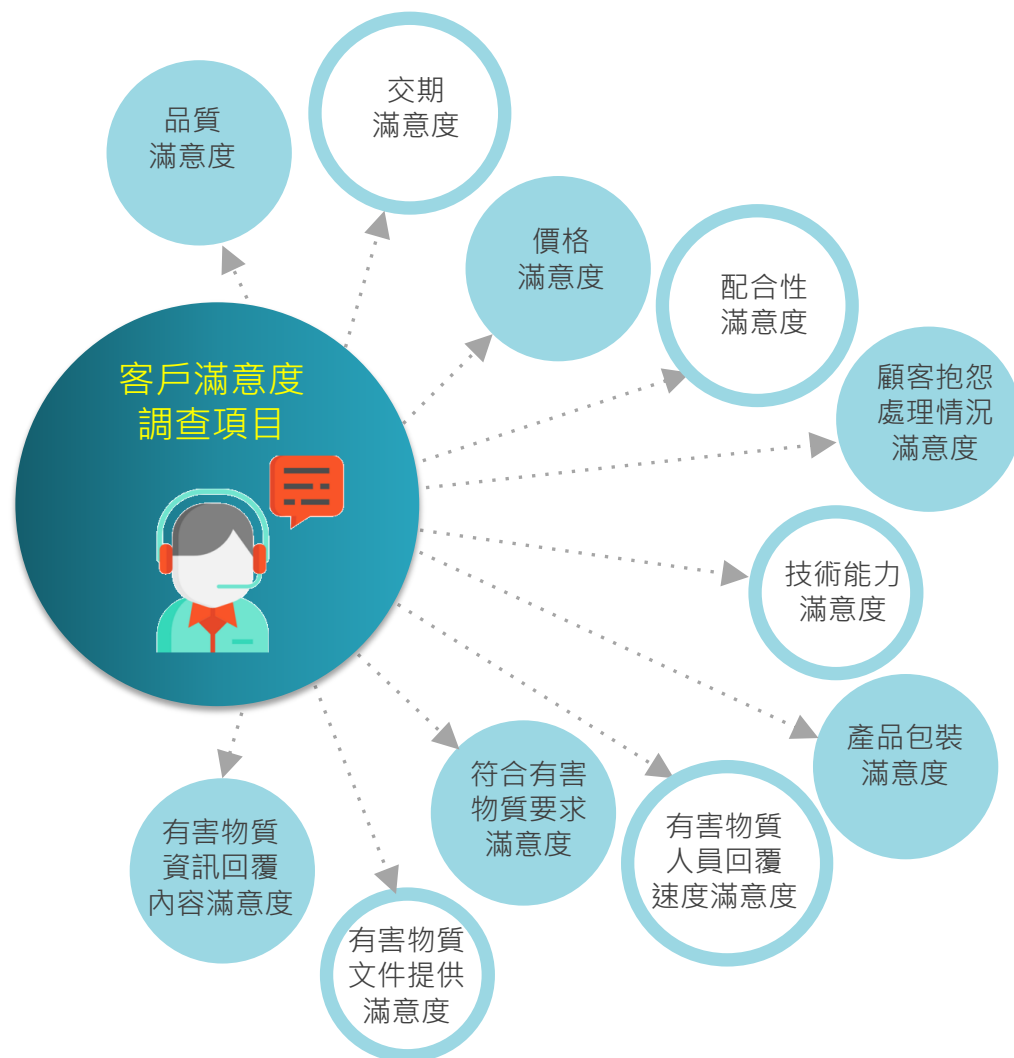 客戶滿意度
調查項目
品質
滿意度
交期
滿意度
價格
滿意度
配合性
滿意度
顧客抱怨
處理情況
滿意度
技術能力
滿意度
產品包裝
滿意度
有害物質
人員回覆
速度滿意度
符合有害
物質要求
滿意度
有害物質
文件提供
滿意度
有害物質
資訊回覆
內容滿意度